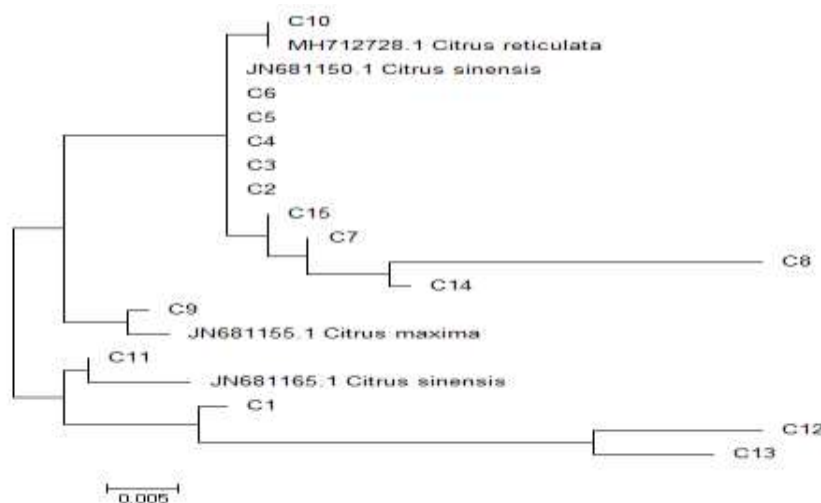 C10
MH712728.1 Citrus reticulata
JN681150.1 Citrus sinensis
C6
C5
C4
C3
C2
C15
C7
C8
C14
C9
JN681155.1 Citrus maxima
C11
JN681165.1 Citrus sinensis
C1
C12
C13
0.005